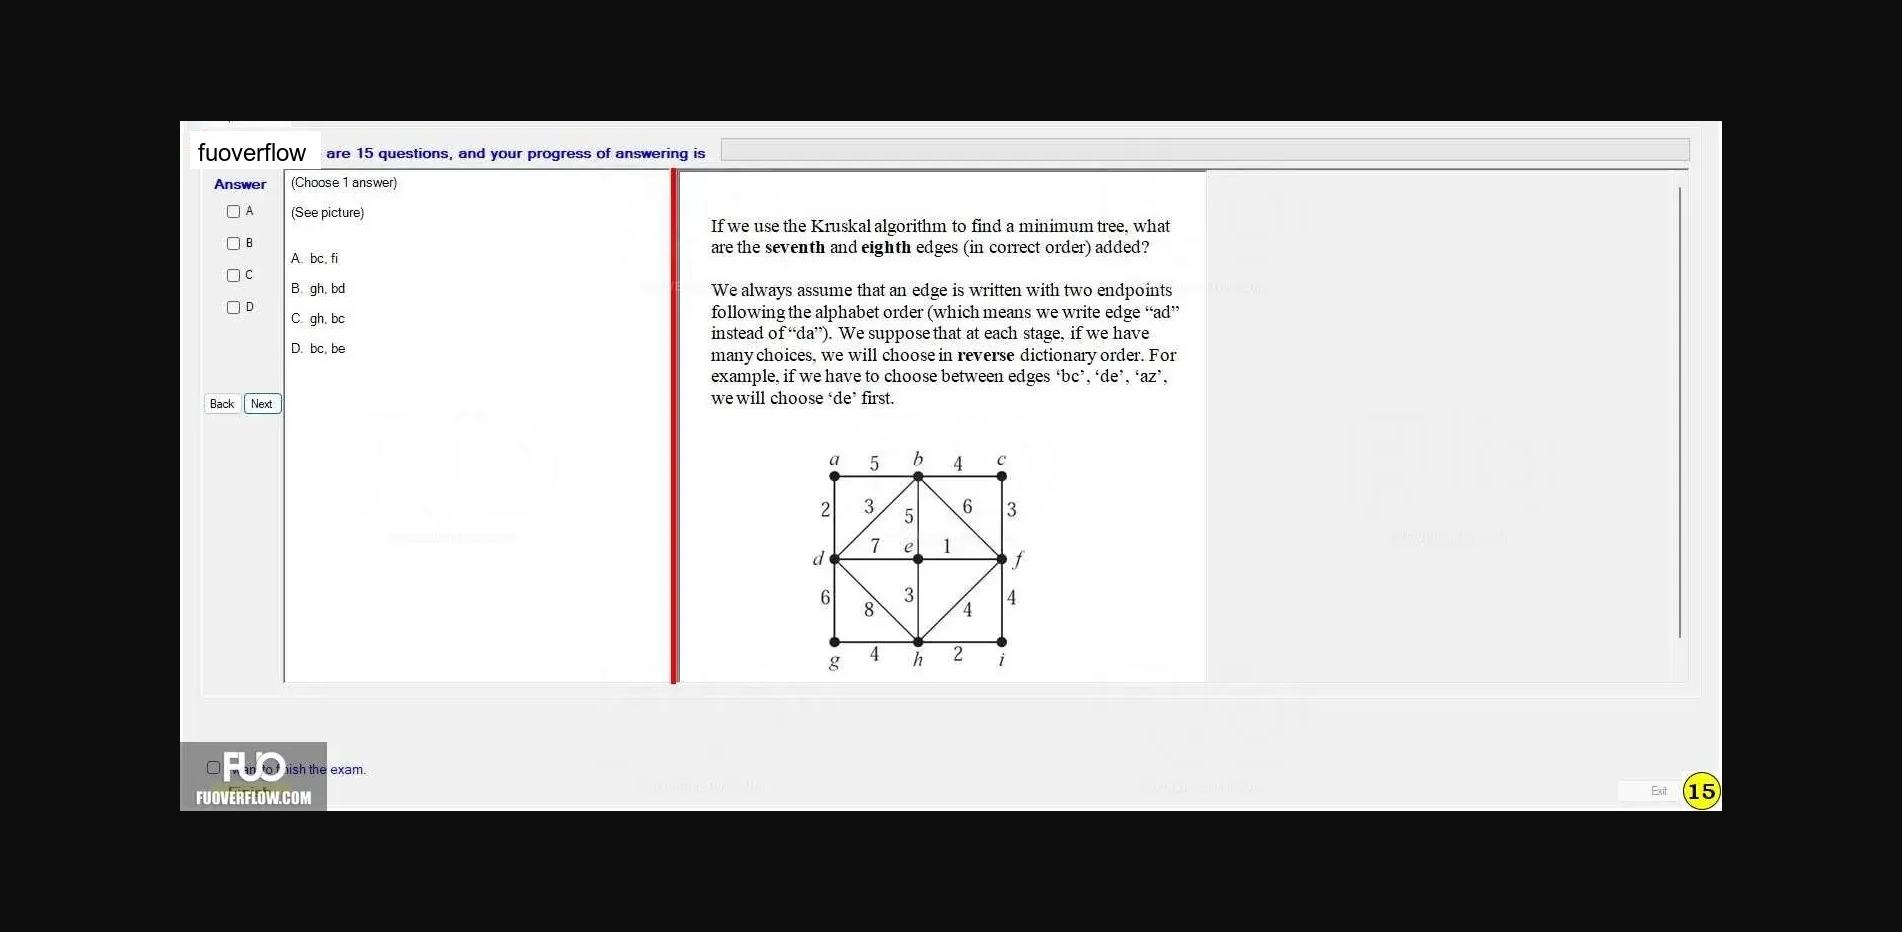 fuoverflow are 15 questions, and your progress of answering is
Answer
A
B
C
D
Back Next
(Choose 1 answer)
(See picture)
A. bc, fi
B. gh, bd
C. gh, bc
D. bc, be
If we use the Kruskal algorithm to find a minimum tree, what
are the seventh and eighth edges (in correct order) added?
We always assume that an edge is written with two endpoints
following the alphabet order (which means we write edge “ad”
instead of “da”). We suppose that at each stage, if we have
many choices, we will choose in reverse dictionary order. For
example, if we have to choose between edges ‘bc’, ‘de’, ‘az’,
we will choose ‘de’ first.
a 5 b 4 c
2 3 5 6 3
d 7 e 1 f
6 8 3 4 4
g 4 h 2 i
FUO
to finish the exam.
FUOVERFLOW.COM
Exit 15